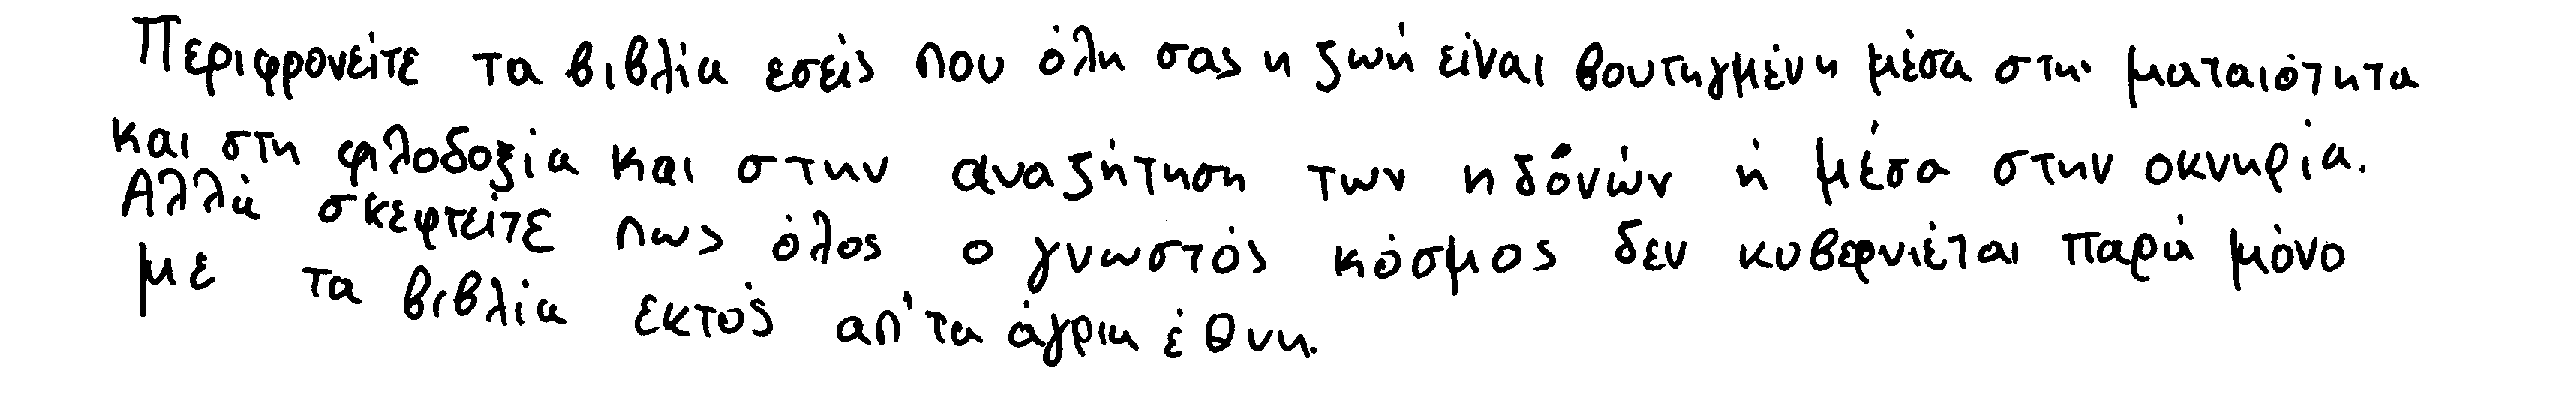 Περιφρονείτε τα βιβλία εσείς που όλη σας η ζωή είναι βουτηγμένη μέσα στη ματαιότητα
και στη φιλοδοξία και στην αναζήτηση των ηδονών ή μέσα στην οκνηρία.
Αλλά σκεφτείτε πως όλος ο γνωστός κόσμος δεν κυβερνιέται παρά μόνο
με τα βιβλία εκτός απ'τα άγρια έθνη.